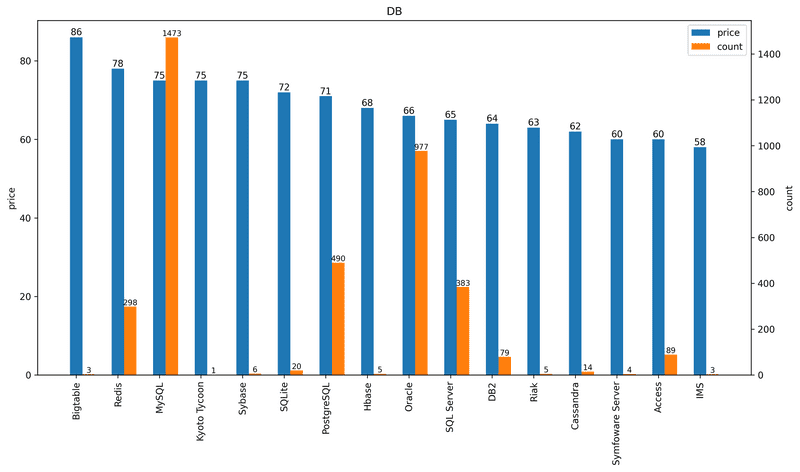 DB
price
count
80
60
40
20
0
1400
1200
1000
800
600
400
200
0
price
count
86
78
75
75
75
72
71
68
66
65
64
63
62
60
60
58
3
298
1473
1
6
20
490
5
977
383
79
5
14
4
89
3
Bigtable
Redis
MySQL
Kyoto Tycoon
Sybase
SQLite
PostgreSQL
Hbase
Oracle
SQL Server
DB2
Riak
Cassandra
Symfoware Server
Access
IMS